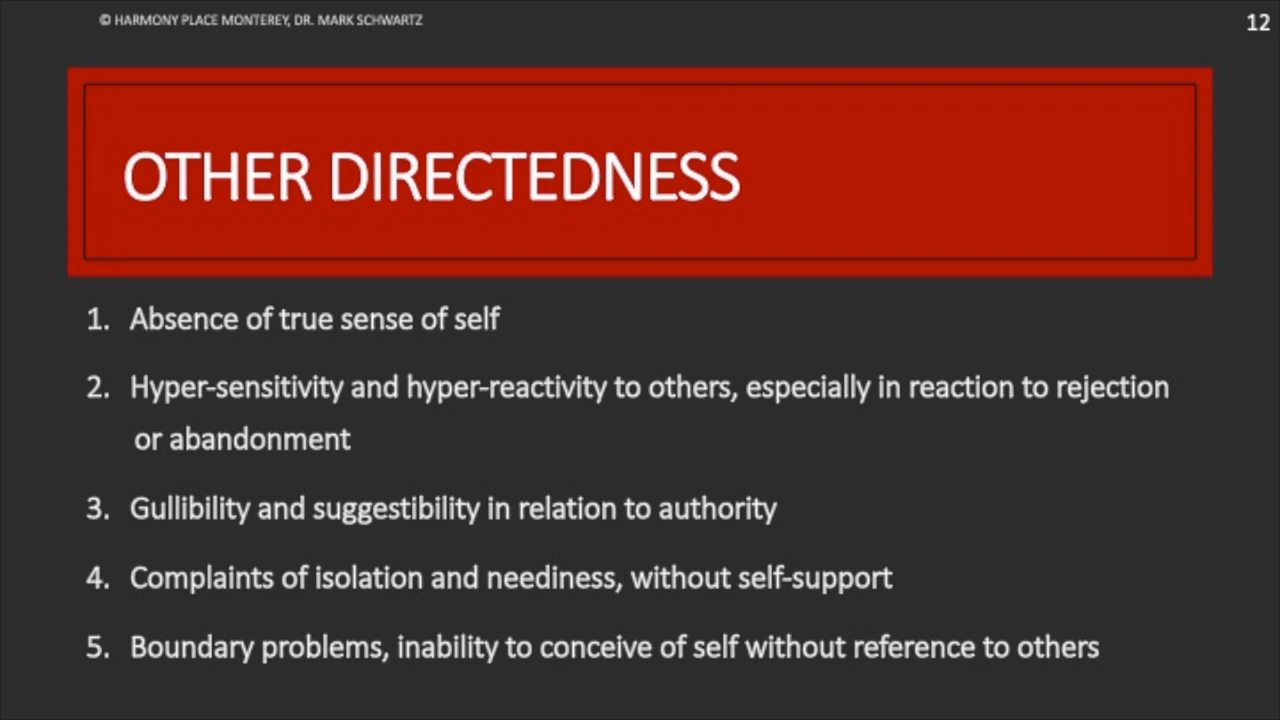 © HARMONY PLACE MONTEREY, DR. MARK SCHWARTZ
12
OTHER DIRECTEDNESS
1. Absence of true sense of self
2. Hyper-sensitivity and hyper-reactivity to others, especially in reaction to rejection
or abandonment
3. Gullibility and suggestibility in relation to authority
4. Complaints of isolation and neediness, without self-support
5. Boundary problems, inability to conceive of self without reference to others